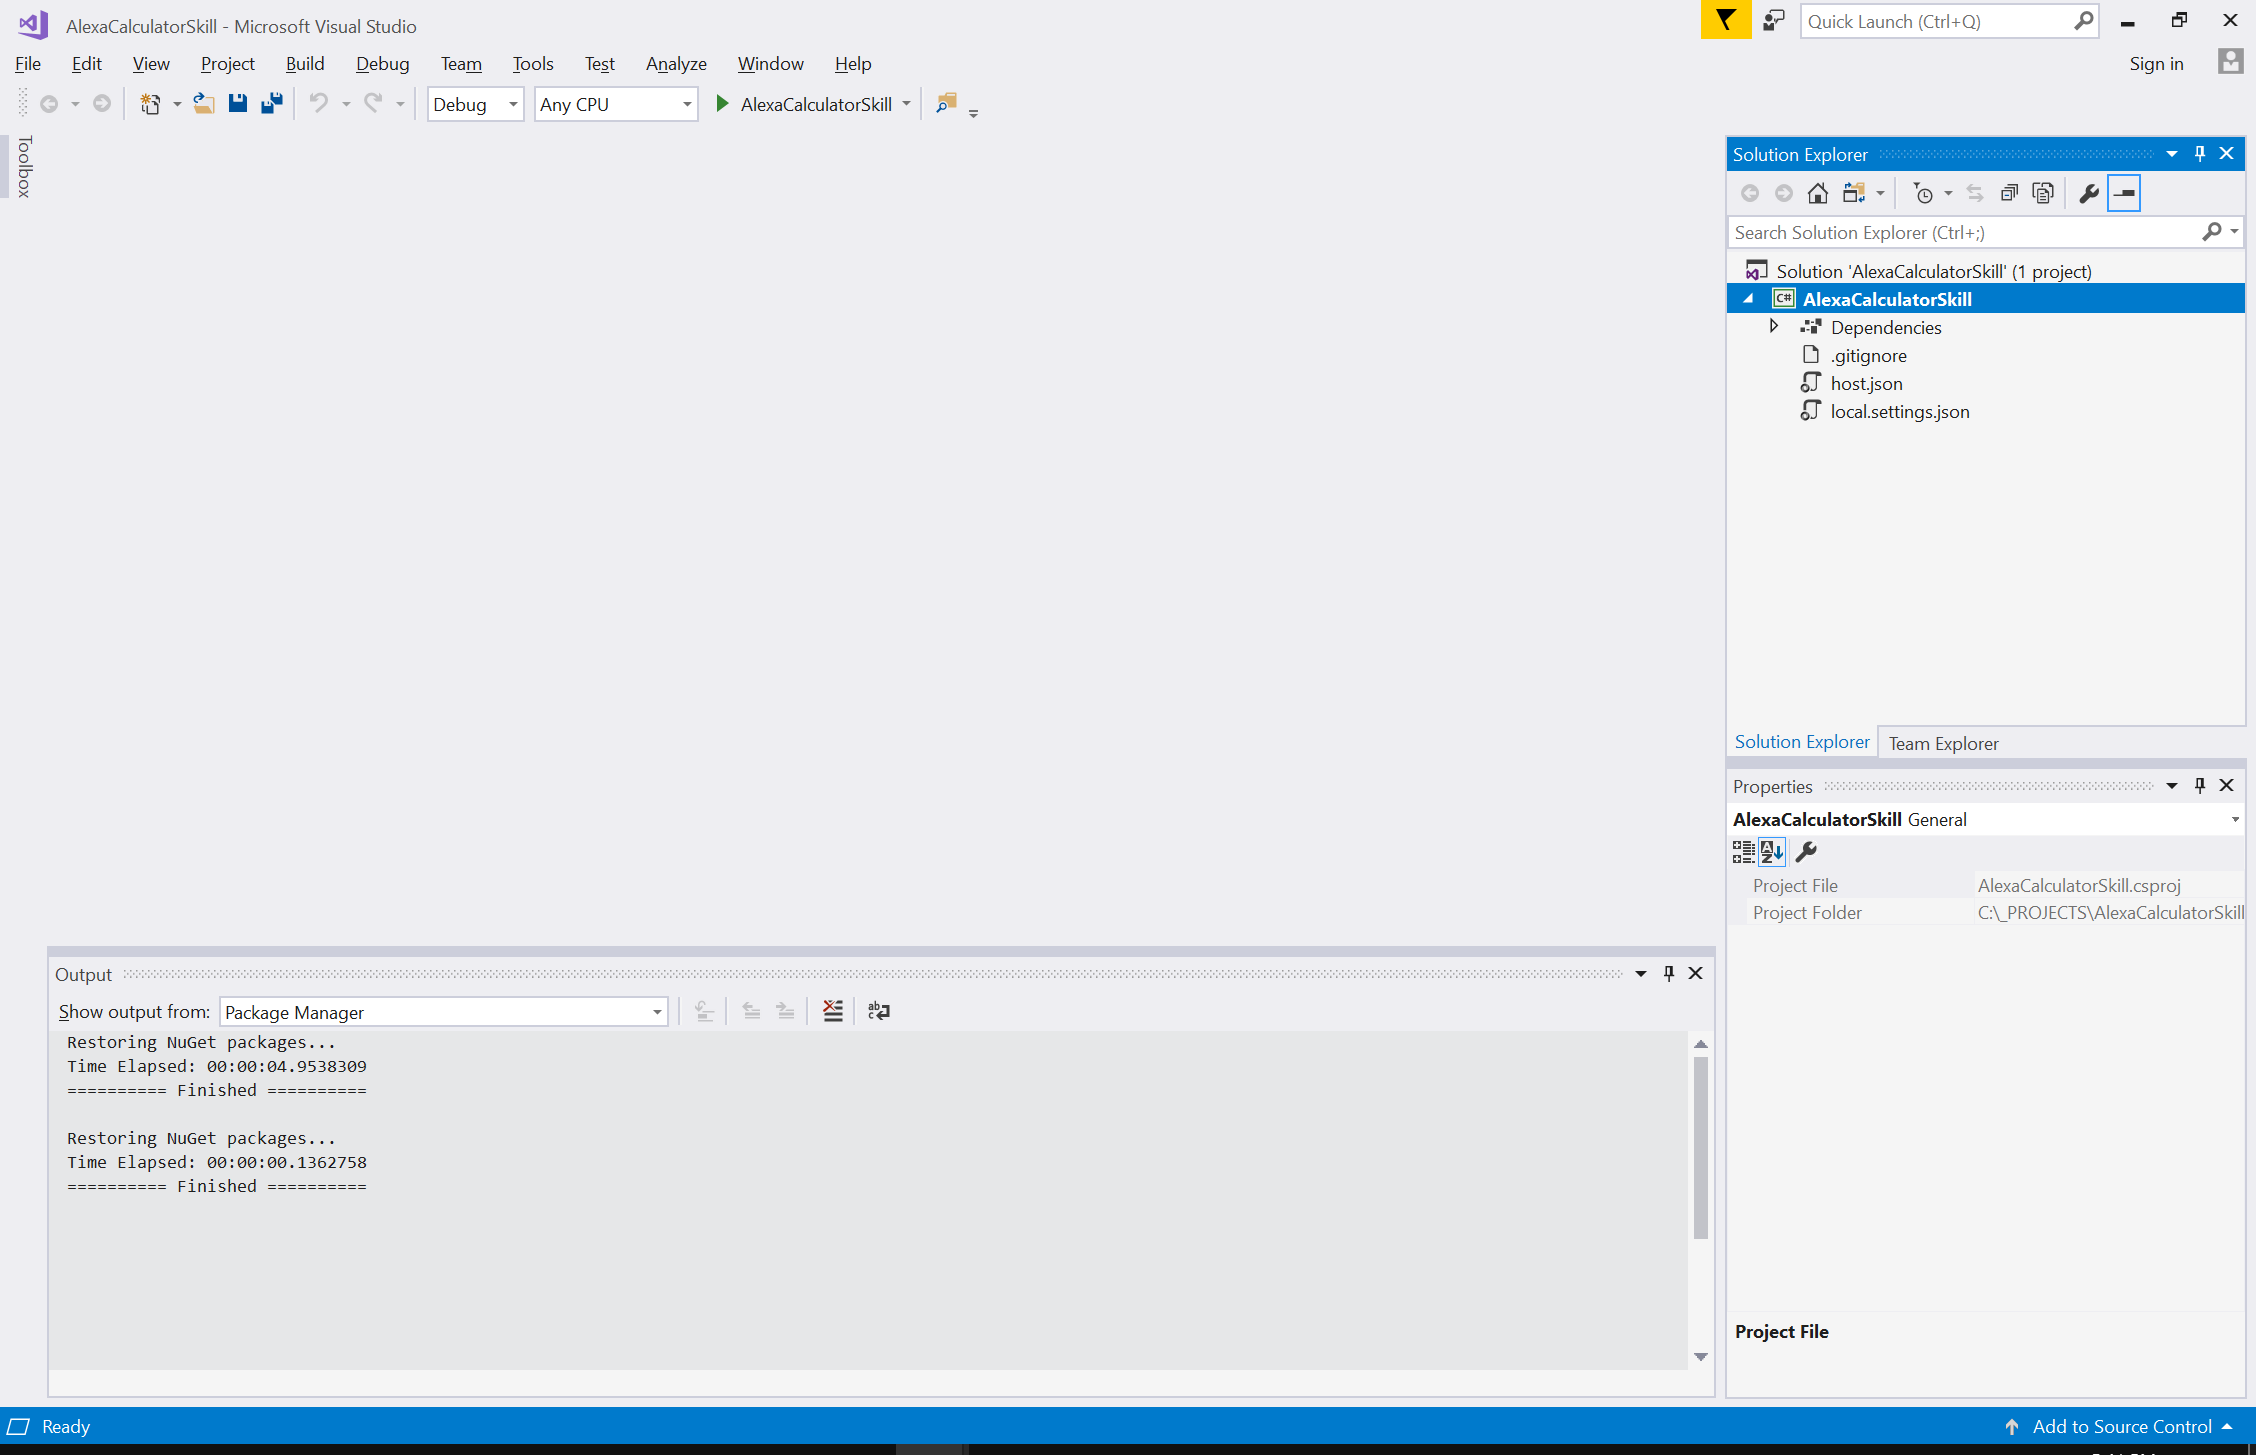 AlexaCalculatorSkill - Microsoft Visual Studio
Quick Launch (Ctrl+Q)
File Edit View Project Build Debug Team Tools Test Analyze Window Help
Sign in
Debug Any CPU AlexaCalculatorSkill
Toolbox
Solution Explorer
Search Solution Explorer (Ctrl+;)
Solution 'AlexaCalculatorSkill' (1 project)
C# AlexaCalculatorSkill
Dependencies
.gitignore
host.json
local.settings.json
Solution Explorer Team Explorer
Properties
AlexaCalculatorSkill General
Project File AlexaCalculatorSkill.csproj
Project Folder C:\_PROJECTS\AlexaCalculatorSkill
Project File
Output
Show output from: Package Manager
Restoring NuGet packages...
Time Elapsed: 00:00:04.9538309
========== Finished ==========
Restoring NuGet packages...
Time Elapsed: 00:00:00.1362758
========== Finished ==========
Ready
Add to Source Control